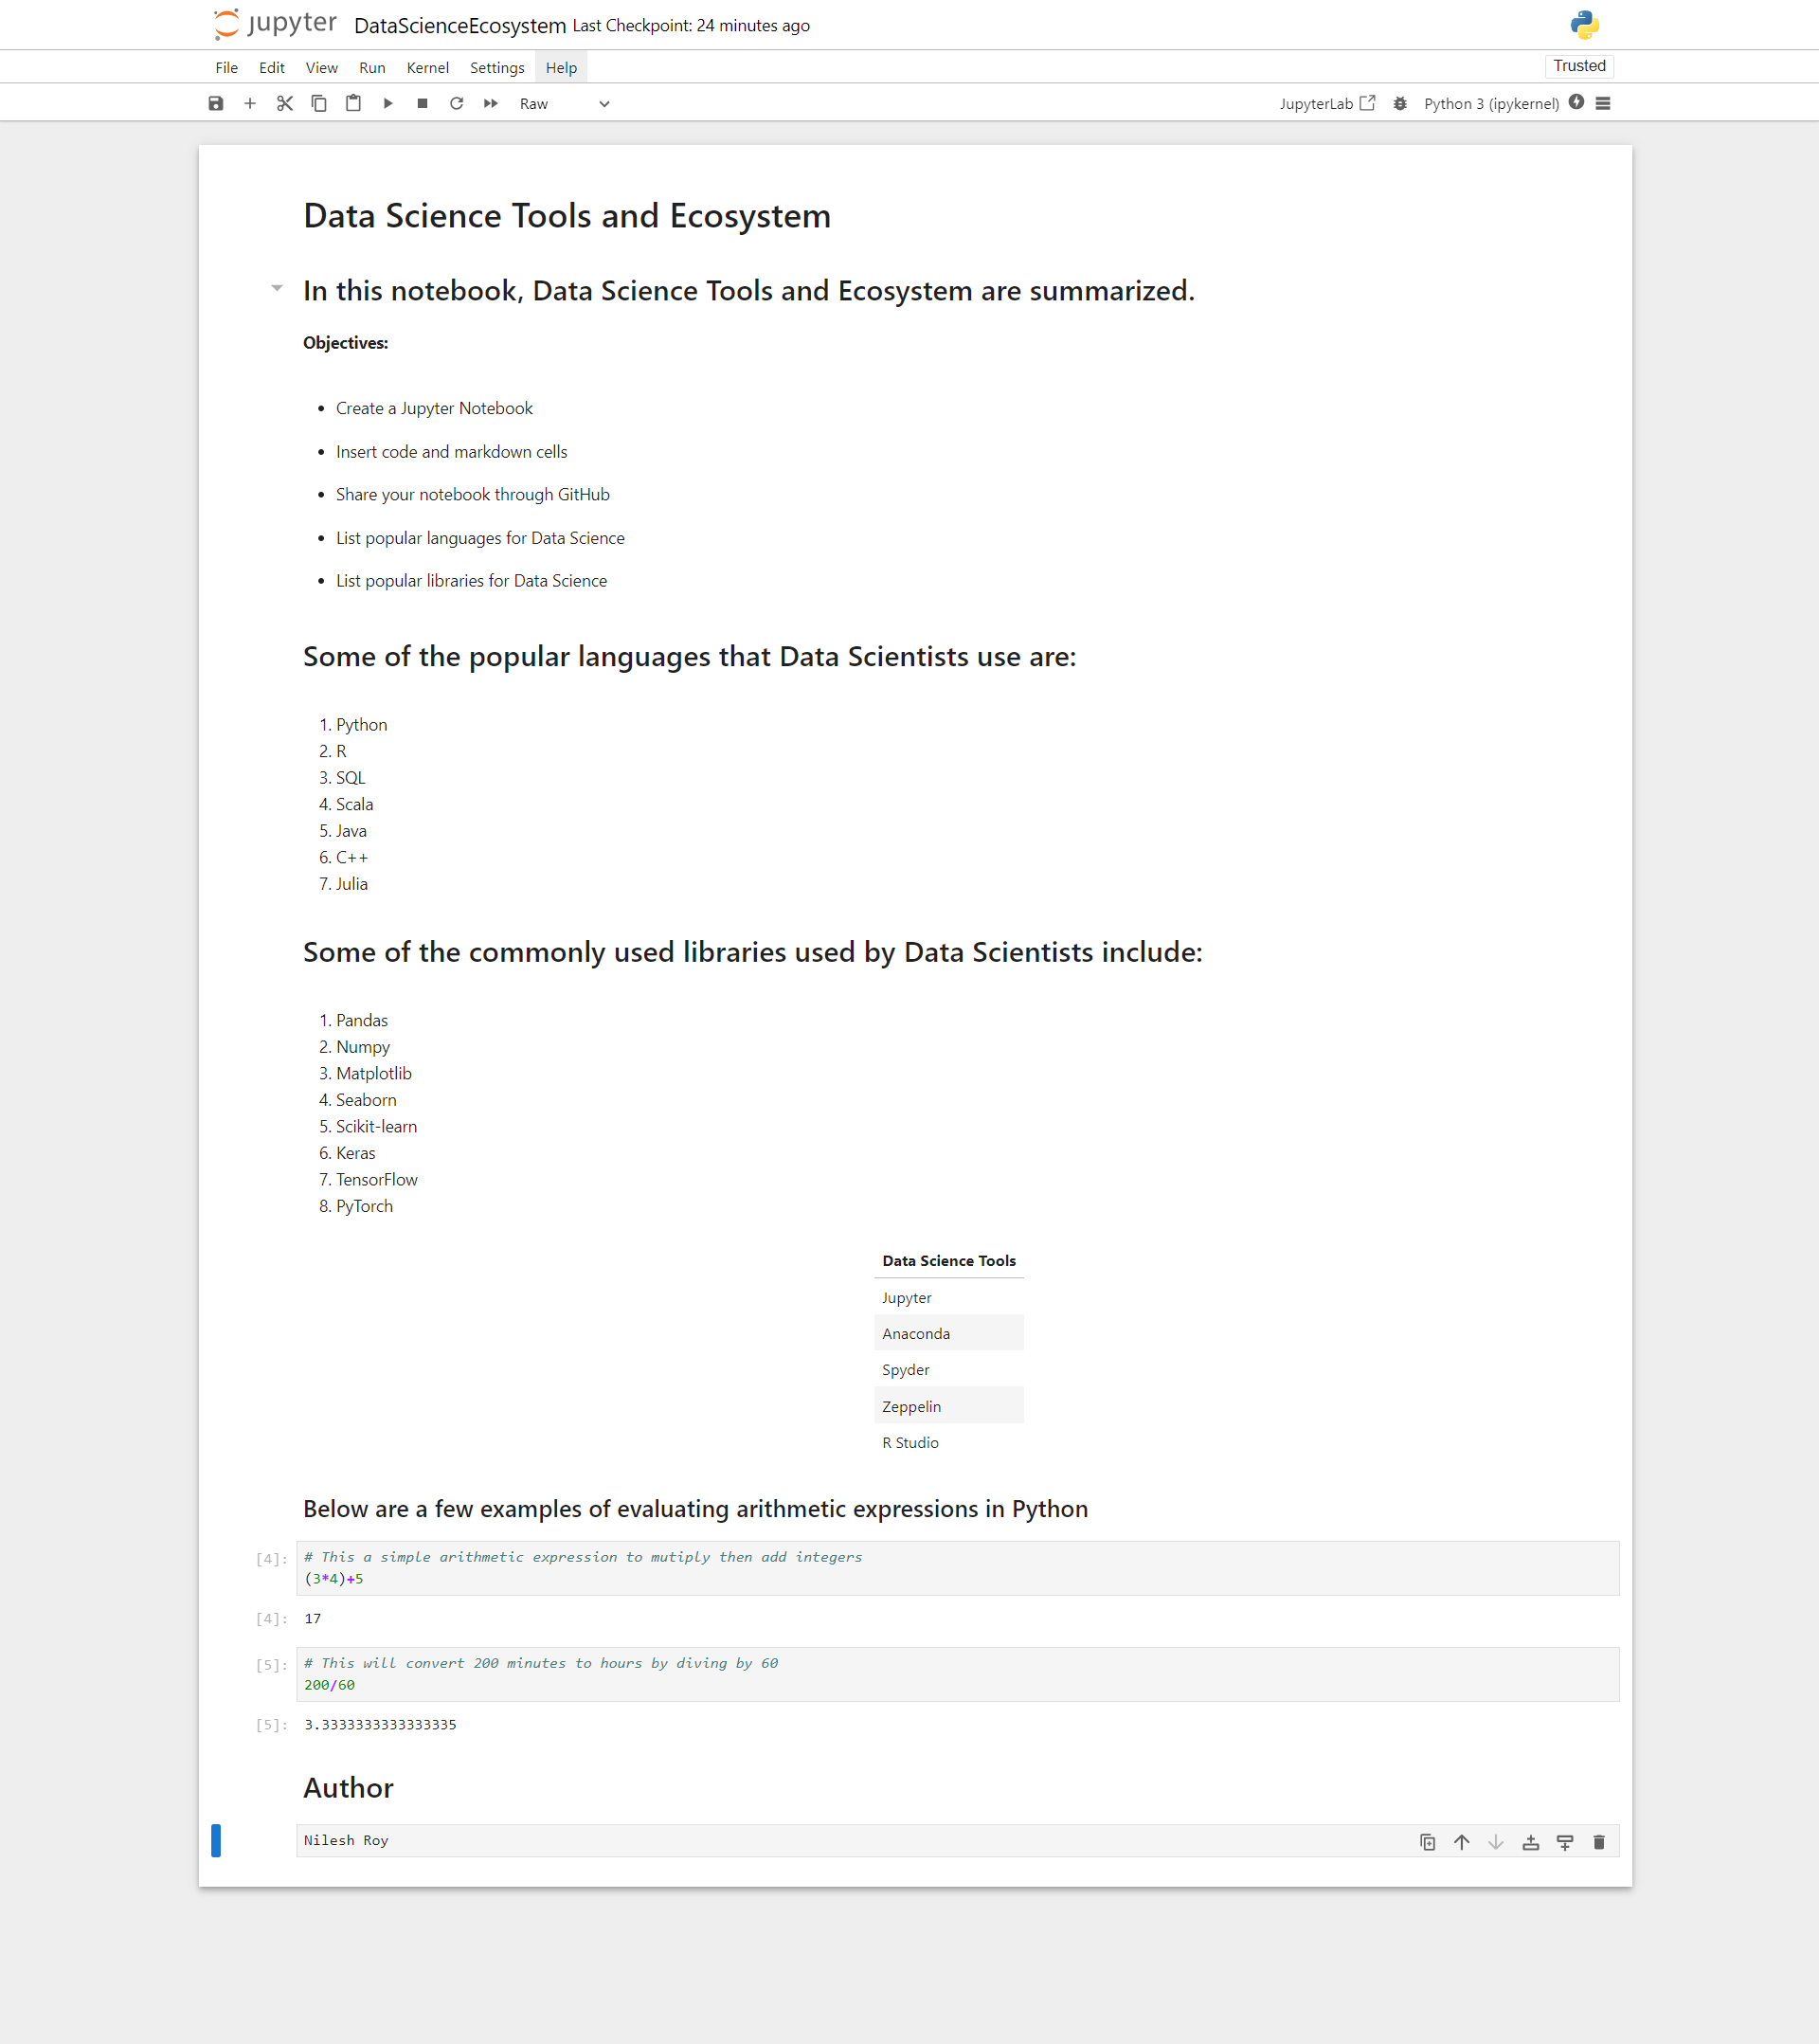 jupyter DataScienceEcosystem Last Checkpoint: 24 minutes ago
File Edit View Run Kernel Settings Help Trusted
Raw JupyterLab Python 3 (ipykernel)
Data Science Tools and Ecosystem
In this notebook, Data Science Tools and Ecosystem are summarized.
Objectives:
• Create a Jupyter Notebook
• Insert code and markdown cells
• Share your notebook through GitHub
• List popular languages for Data Science
• List popular libraries for Data Science
Some of the popular languages that Data Scientists use are:
1. Python
2. R
3. SQL
4. Scala
5. Java
6. C++
7. Julia
Some of the commonly used libraries used by Data Scientists include:
1. Pandas
2. Numpy
3. Matplotlib
4. Seaborn
5. Scikit-learn
6. Keras
7. TensorFlow
8. PyTorch
Data Science Tools
Jupyter
Anaconda
Spyder
Zeppelin
R Studio
Below are a few examples of evaluating arithmetic expressions in Python
[4]: # This a simple arithmetic expression to mutiply then add integers
(3*4)+5
[4]: 17
[5]: # This will convert 200 minutes to hours by diving by 60
200/60
[5]: 3.3333333333333335
Author
Nilesh Roy